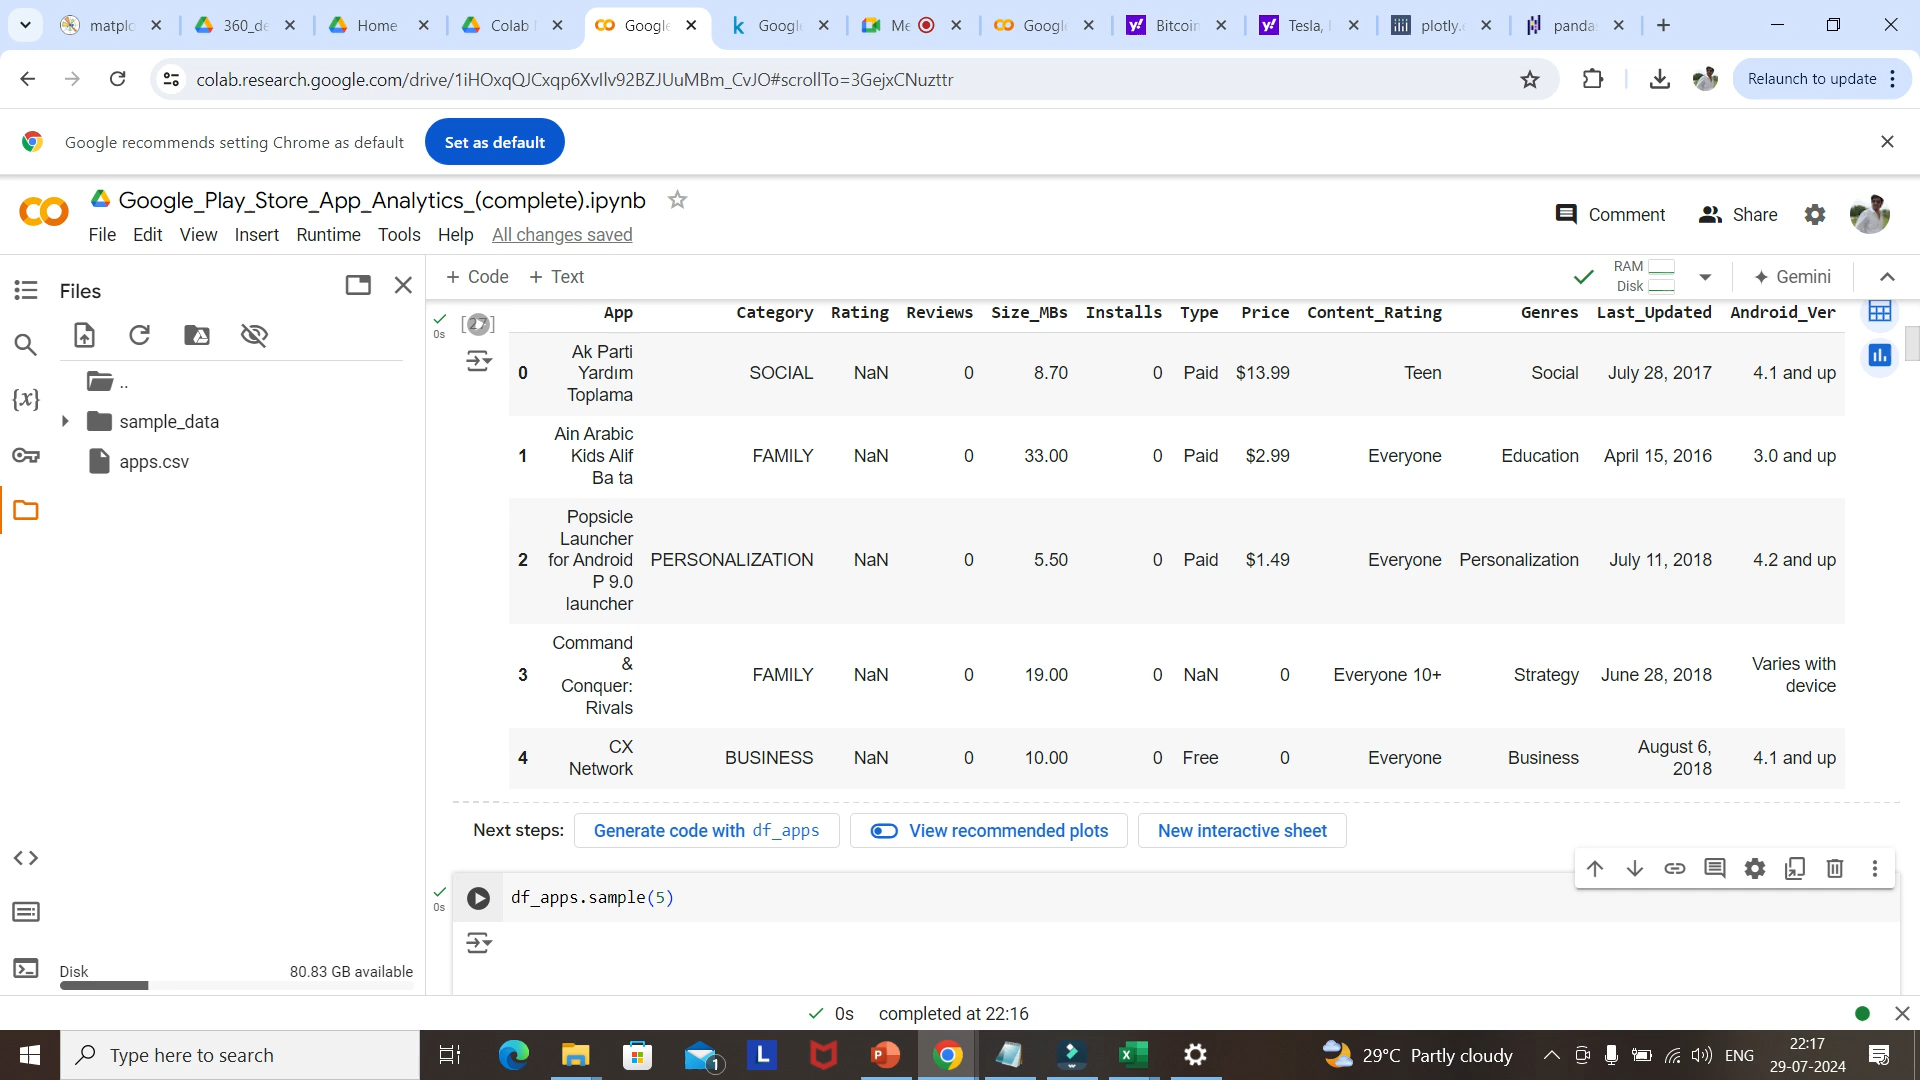 matplo
360_de
Home
Colab
Google
Google
Me
Google
Bitcoin
Tesla,
plotly.e
panda
colab.research.google.com/drive/1iHOxqQJCxqp6Xvllv92BZJUuMBm_CvJO#scrollTo=3GejxCNuzttr
Relaunch to update
Google recommends setting Chrome as default
Set as default
Google_Play_Store_App_Analytics_(complete).ipynb
Comment
Share
File Edit View Insert Runtime Tools Help All changes saved
Files
+ Code + Text
RAM
Disk
Gemini
..
sample_data
apps.csv
{x}
Disk 80.83 GB available
0s
[27]
App Category Rating Reviews Size_MBs Installs Type Price Content_Rating Genres Last_Updated Android_Ver
0 Ak Parti Yardım Toplama SOCIAL NaN 0 8.70 0 Paid $13.99 Teen Social July 28, 2017 4.1 and up
1 Ain Arabic Kids Alif Ba ta FAMILY NaN 0 33.00 0 Paid $2.99 Everyone Education April 15, 2016 3.0 and up
2 Popsicle Launcher for Android P 9.0 launcher PERSONALIZATION NaN 0 5.50 0 Paid $1.49 Everyone Personalization July 11, 2018 4.2 and up
3 Command & Conquer: Rivals FAMILY NaN 0 19.00 0 NaN 0 Everyone 10+ Strategy June 28, 2018 Varies with device
4 CX Network BUSINESS NaN 0 10.00 0 Free 0 Everyone Business August 6, 2018 4.1 and up
Next steps: Generate code with df_apps View recommended plots New interactive sheet
0s
df_apps.sample(5)
0s completed at 22:16
Type here to search
1
L
29°C Partly cloudy
ENG
22:17
29-07-2024